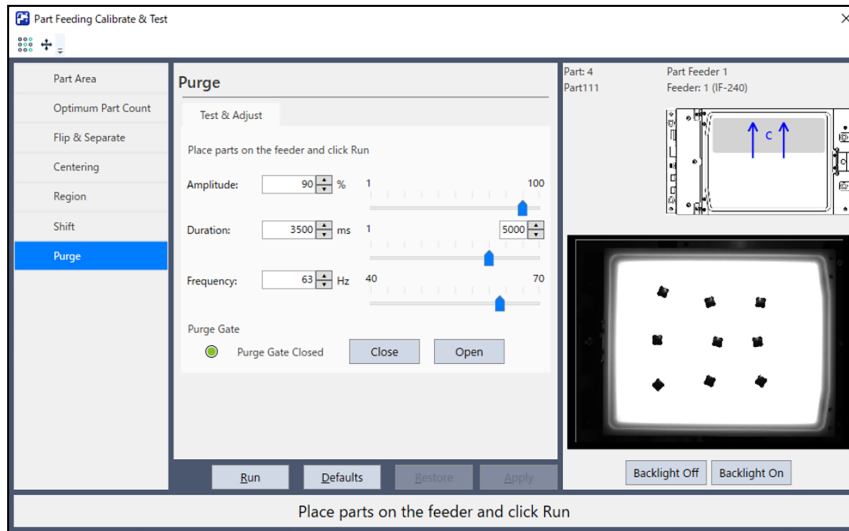 Part Feeding Calibrate & Test
Part Area
Optimum Part Count
Flip & Separate
Centering
Region
Shift
Purge
Purge
Test & Adjust
Place parts on the feeder and click Run
Amplitude: 90 % 1 100
Duration: 3500 ms 1 5000
Frequency: 63 Hz 40 70
Purge Gate
Purge Gate Closed Close Open
Run Defaults Restore Apply
Part: 4 Part Feeder 1
Part111 Feeder: 1 (IF-240)
C
Backlight Off Backlight On
Place parts on the feeder and click Run